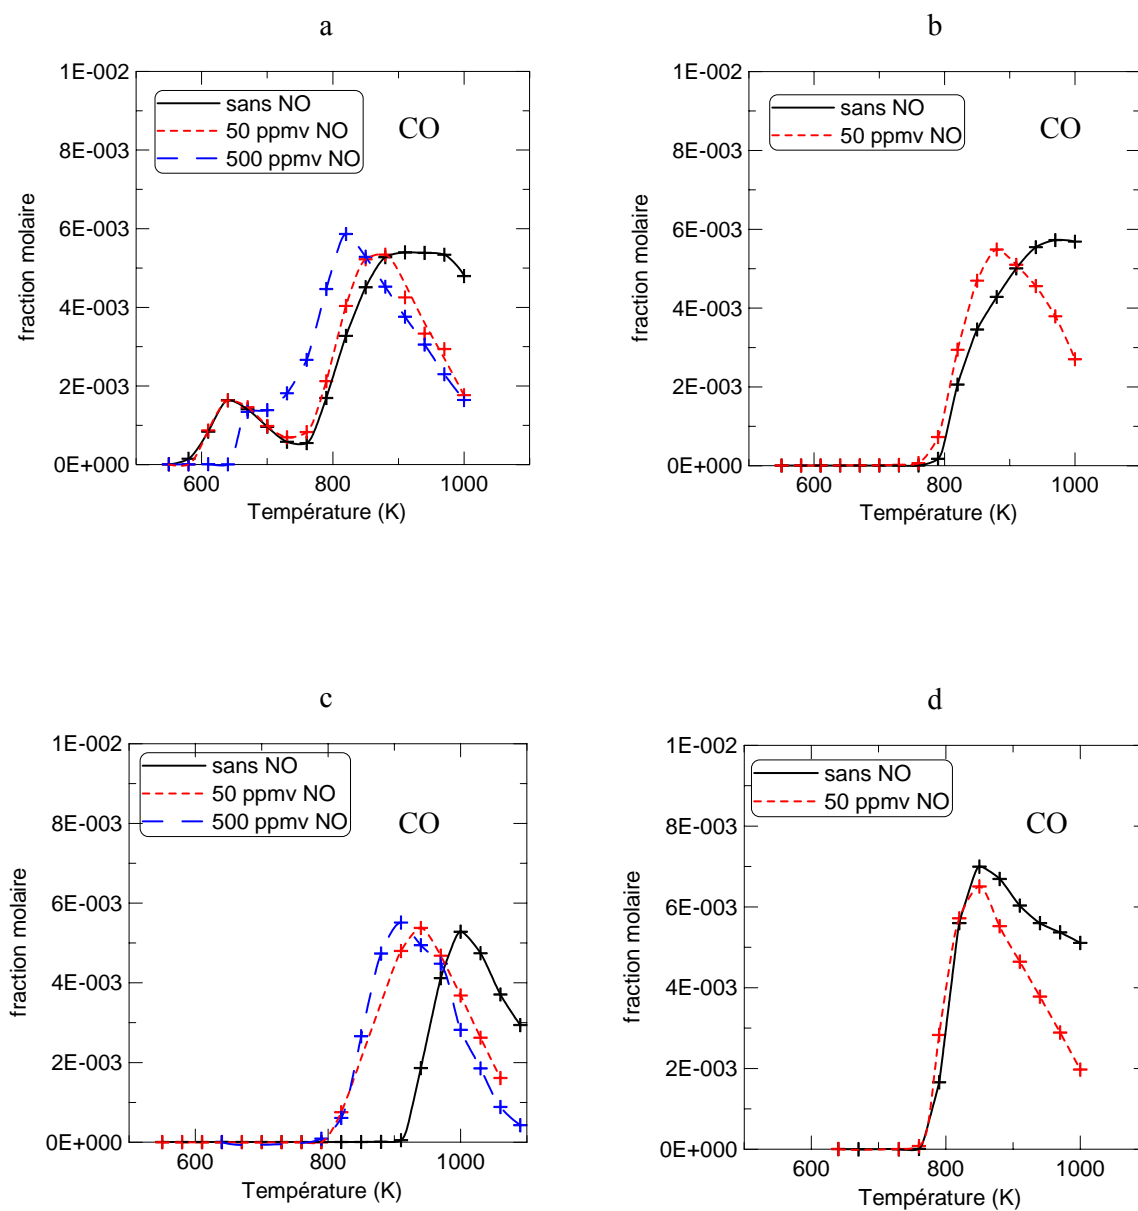 a
1E-002
8E-003
6E-003
4E-003
2E-003
0E+000
fraction molaire
sans NO
50 ppmv NO
500 ppmv NO
CO
600
800
1000
Température (K)
b
1E-002
8E-003
6E-003
4E-003
2E-003
0E+000
fraction molaire
sans NO
50 ppmv NO
CO
600
800
1000
Température (K)
c
1E-002
8E-003
6E-003
4E-003
2E-003
0E+000
fraction molaire
sans NO
50 ppmv NO
500 ppmv NO
CO
600
800
1000
Température (K)
d
1E-002
8E-003
6E-003
4E-003
2E-003
0E+000
fraction molaire
sans NO
50 ppmv NO
CO
600
800
1000
Température (K)